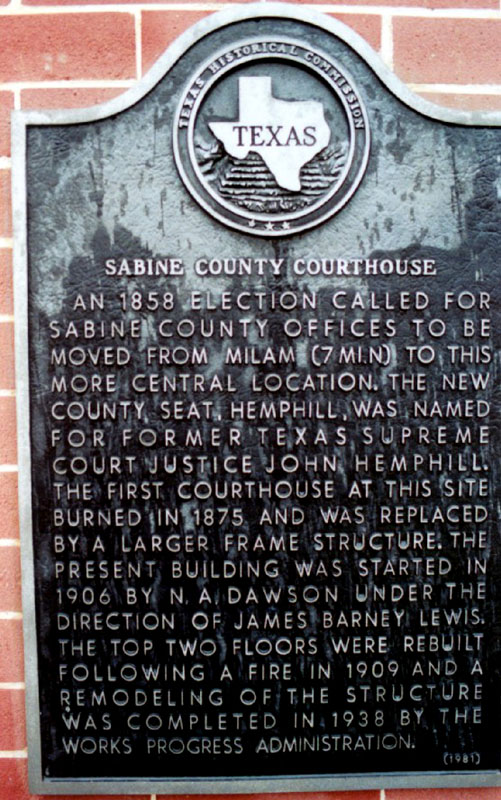 TEXAS HISTORICAL COMMISSION
TEXAS
SABINE COUNTY COURTHOUSE
AN 1858 ELECTION CALLED FOR
SABINE COUNTY OFFICES TO BE
MOVED FROM MILAM (7 MI.N) TO THIS
MORE CENTRAL LOCATION. THE NEW
COUNTY SEAT, HEMPHILL, WAS NAMED
FOR FORMER TEXAS SUPREME
COURT JUSTICE JOHN HEMPHILL.
THE FIRST COURTHOUSE AT THIS SITE
BURNED IN 1875 AND WAS REPLACED
BY A LARGER FRAME STRUCTURE. THE
PRESENT BUILDING WAS STARTED IN
1906 BY N. A. DAWSON UNDER THE
DIRECTION OF JAMES BARNEY LEWIS.
THE TOP TWO FLOORS WERE REBUILT
FOLLOWING A FIRE IN 1909 AND A
REMODELING OF THE STRUCTURE
WAS COMPLETED IN 1938 BY THE
WORKS PROGRESS ADMINISTRATION.
(1981)